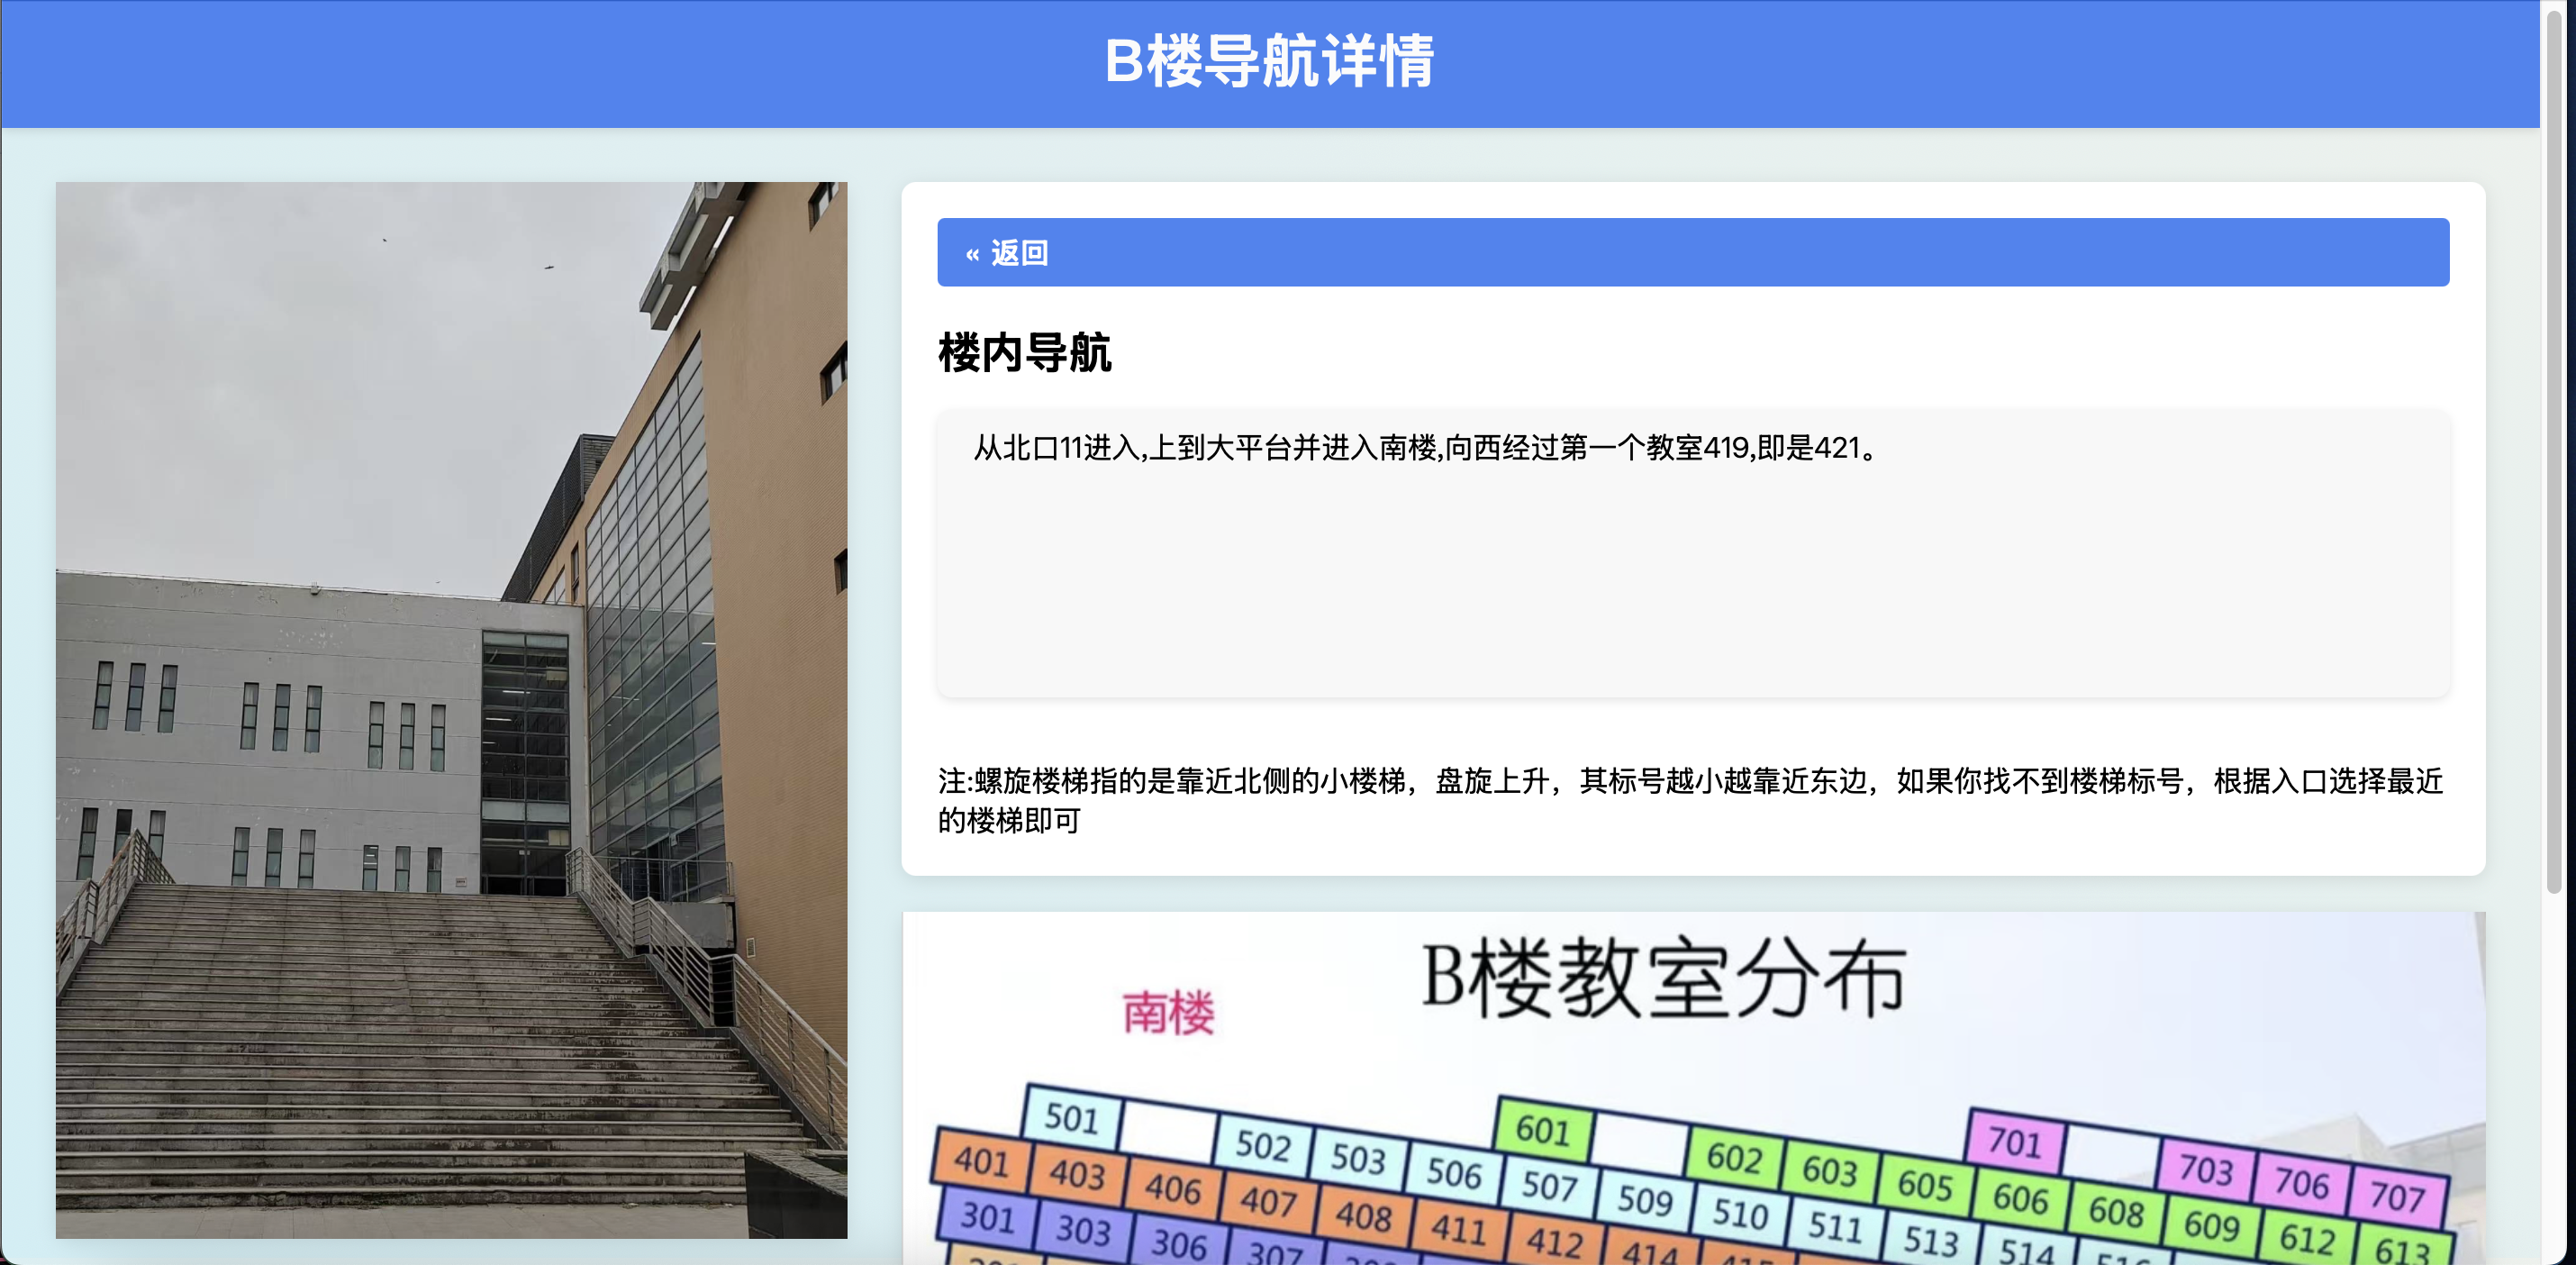 B楼导航详情
« 返回
楼内导航
从北口11进入,上到大平台并进入南楼,向西经过第一个教室419,即是421。
注:螺旋楼梯指的是靠近北侧的小楼梯，盘旋上升，其标号越小越靠近东边，如果你找不到楼梯标号，根据入口选择最近
的楼梯即可
B楼教室分布
南楼
701 703 706 707
601 602 603 605 606 608 609 612 613
501 502 503 506 507 509 510 511 513 514
401 403 406 407 408 411 412 414
301 303 306 307